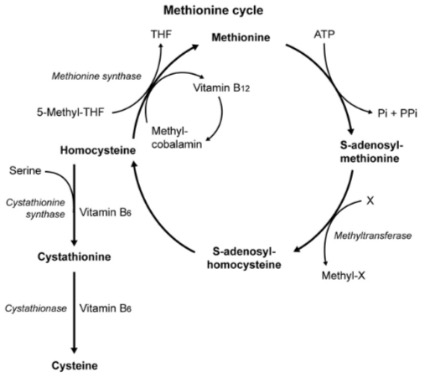 Methionine cycle
THF
Methionine
ATP
Methionine synthase
Vitamin B12
5-Methyl-THF
Pi + PPi
Methyl-
cobalamin
Homocysteine
S-adenosyl-
methionine
Serine
X
Cystathionine
synthase
Vitamin B6
Methyltransferase
Cystathionine
S-adenosyl-
homocysteine
Methyl-X
Cystathionase
Vitamin B6
Cysteine